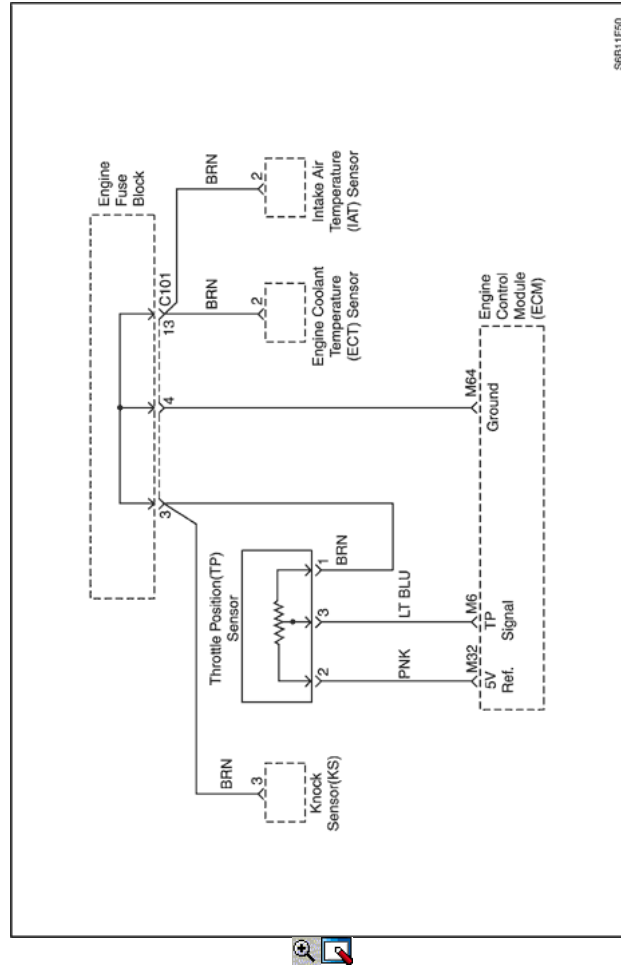 S6B11E50
Engine
Fuse
Block
C101
3
4
13
BRN
2
Intake Air
Temperature
(IAT) Sensor
BRN
2
Engine Coolant
Temperature
(ECT) Sensor
Throttle Position(TP)
Sensor
2
3
1
BRN
LT BLU
PNK
BRN
3
Knock
Sensor(KS)
Engine
Control
Module
(ECM)
M64
Ground
M6
TP
Signal
M32
5V
Ref.